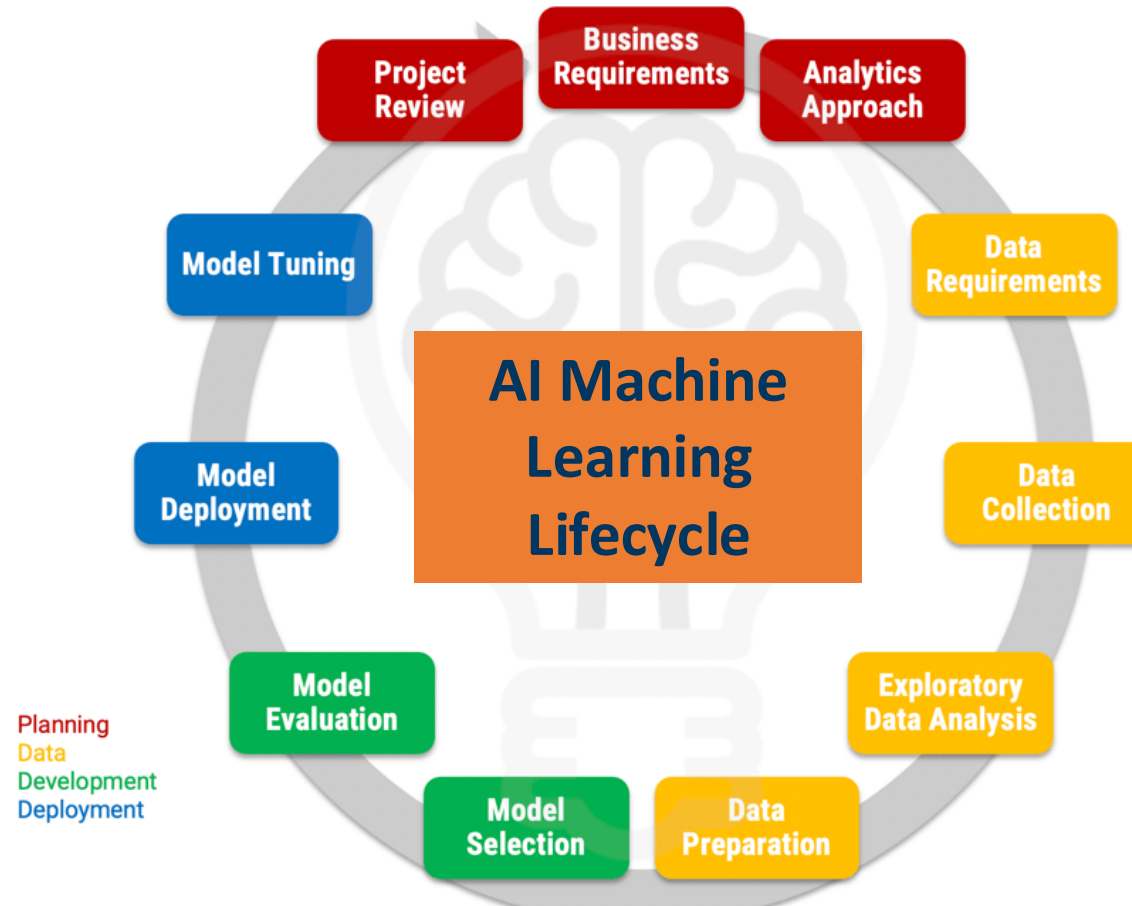 Business
Requirements
Analytics
Approach
Data
Requirements
Data
Collection
Exploratory
Data Analysis
Data
Preparation
Model
Selection
Model
Evaluation
Model
Deployment
Model Tuning
Project
Review
AI Machine
Learning
Lifecycle
Planning
Data
Development
Deployment